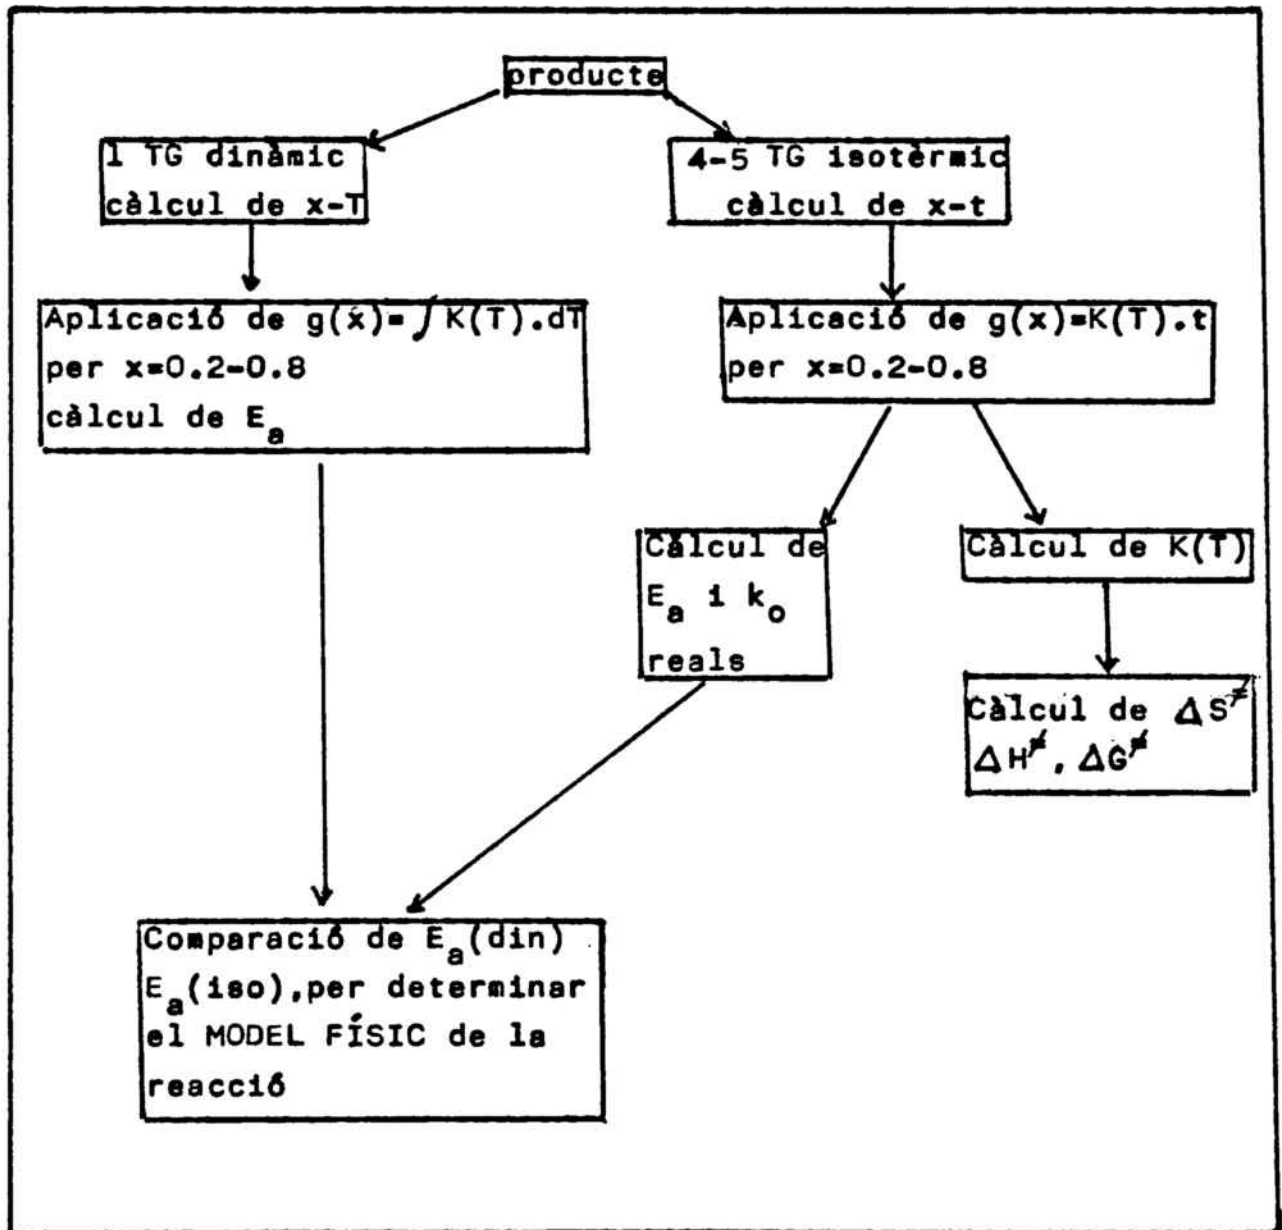 producte
1 TG dinàmic
càlcul de x-T
4-5 TG isotèrmic
càlcul de x-t
Aplicació de g(x)=∫K(T).dT
per x=0.2-0.8
càlcul de Eₐ
Aplicació de g(x)=K(T).t
per x=0.2-0.8
Càlcul de
Eₐ i kₒ
reals
Càlcul de K(T)
Càlcul de ΔS≠
ΔH≠, ΔG≠
Comparació de Eₐ(din)
Eₐ(iso),per determinar
el MODEL FÍSIC de la
reacció